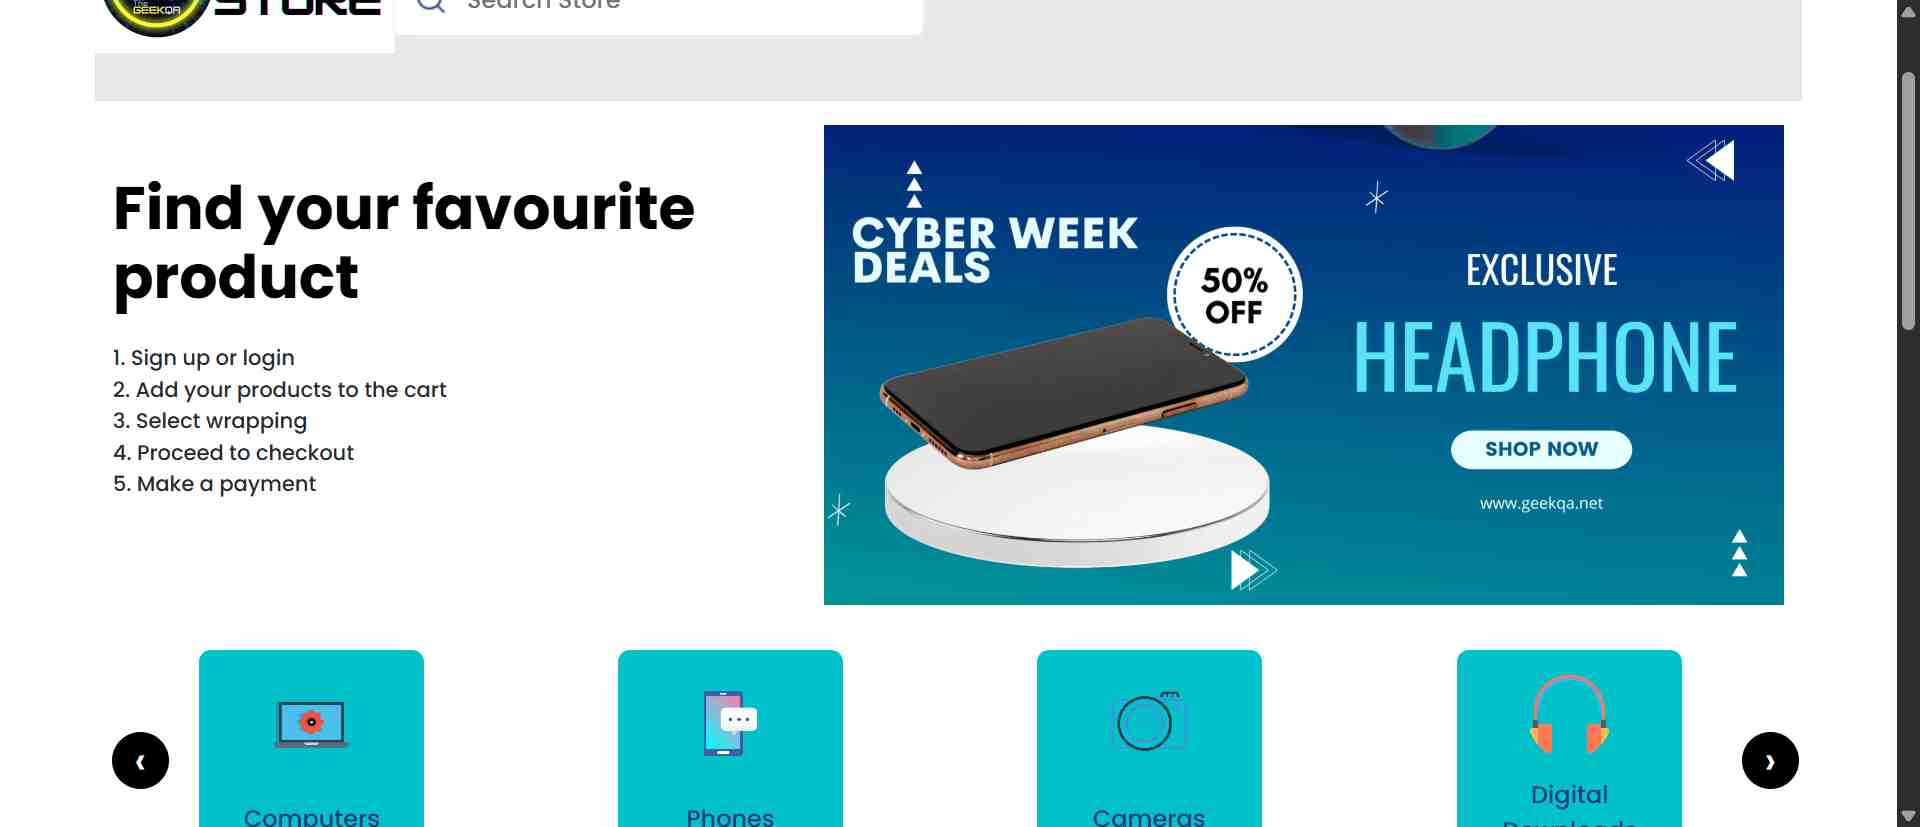 The
GEEKQA
STORE
Search Store
Find your favourite
product
1. Sign up or login
2. Add your products to the cart
3. Select wrapping
4. Proceed to checkout
5. Make a payment
CYBER WEEK
DEALS
50%
OFF
EXCLUSIVE
HEADPHONE
SHOP NOW
www.geekqa.net
Computers
Phones
Cameras
Digital
Downloads